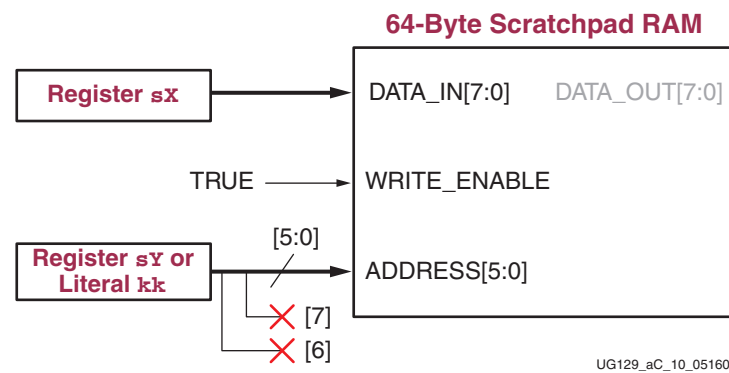 64-Byte Scratchpad RAM
Register sX
DATA_IN[7:0] DATA_OUT[7:0]
TRUE
WRITE_ENABLE
[5:0]
Register sY or
Literal kk
ADDRESS[5:0]
[7]
[6]
UG129_aC_10_05160